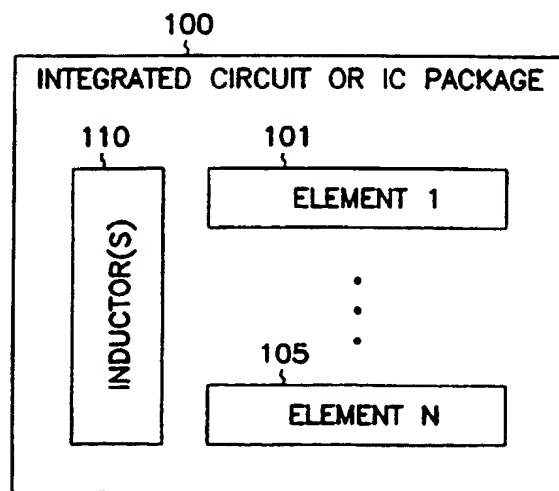 100
INTEGRATED CIRCUIT OR IC PACKAGE
110
101
INDUCTOR(S)
ELEMENT 1
105
ELEMENT N